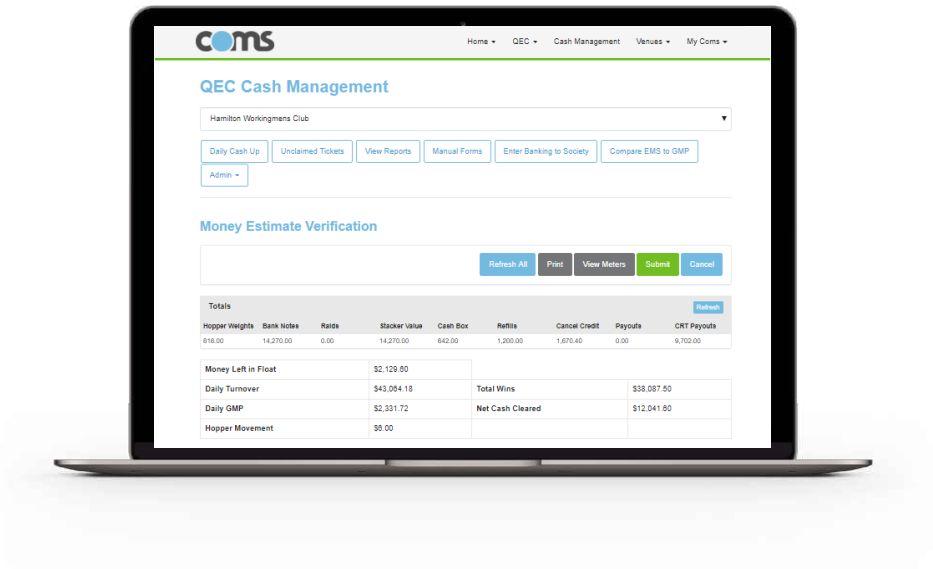 coms
Home QEC Cash Management Venues My Coms
QEC Cash Management
Hamilton Workingmens Club
Daily Cash Up Unclaimed Tickets View Reports Manual Forms Enter Banking to Society Compare EMS to GMP
Admin
Money Estimate Verification
Refresh All Print View Meters Submit Cancel
Totals Refresh
Hopper Weights Bank Notes Raids Stacker Value Cash Box Refills Cancel Credit Payouts CRT Payouts
816.00 14,270.00 0.00 14,270.00 642.00 1,200.00 1,670.40 0.00 9,702.00
Money Left in Float $2,129.60
Daily Turnover $43,064.18 Total Wins $38,087.50
Daily GMP $2,331.72 Net Cash Cleared $12,041.60
Hopper Movement $6.00